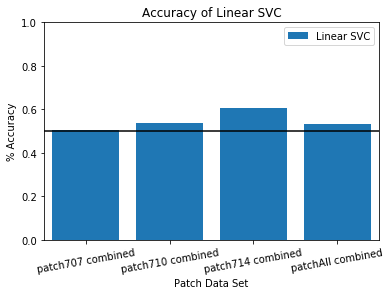 Accuracy of Linear SVC
Linear SVC
% Accuracy
1.0
0.8
0.6
0.4
0.2
0.0
patch707 combined
patch710 combined
patch714 combined
patchAll combined
Patch Data Set